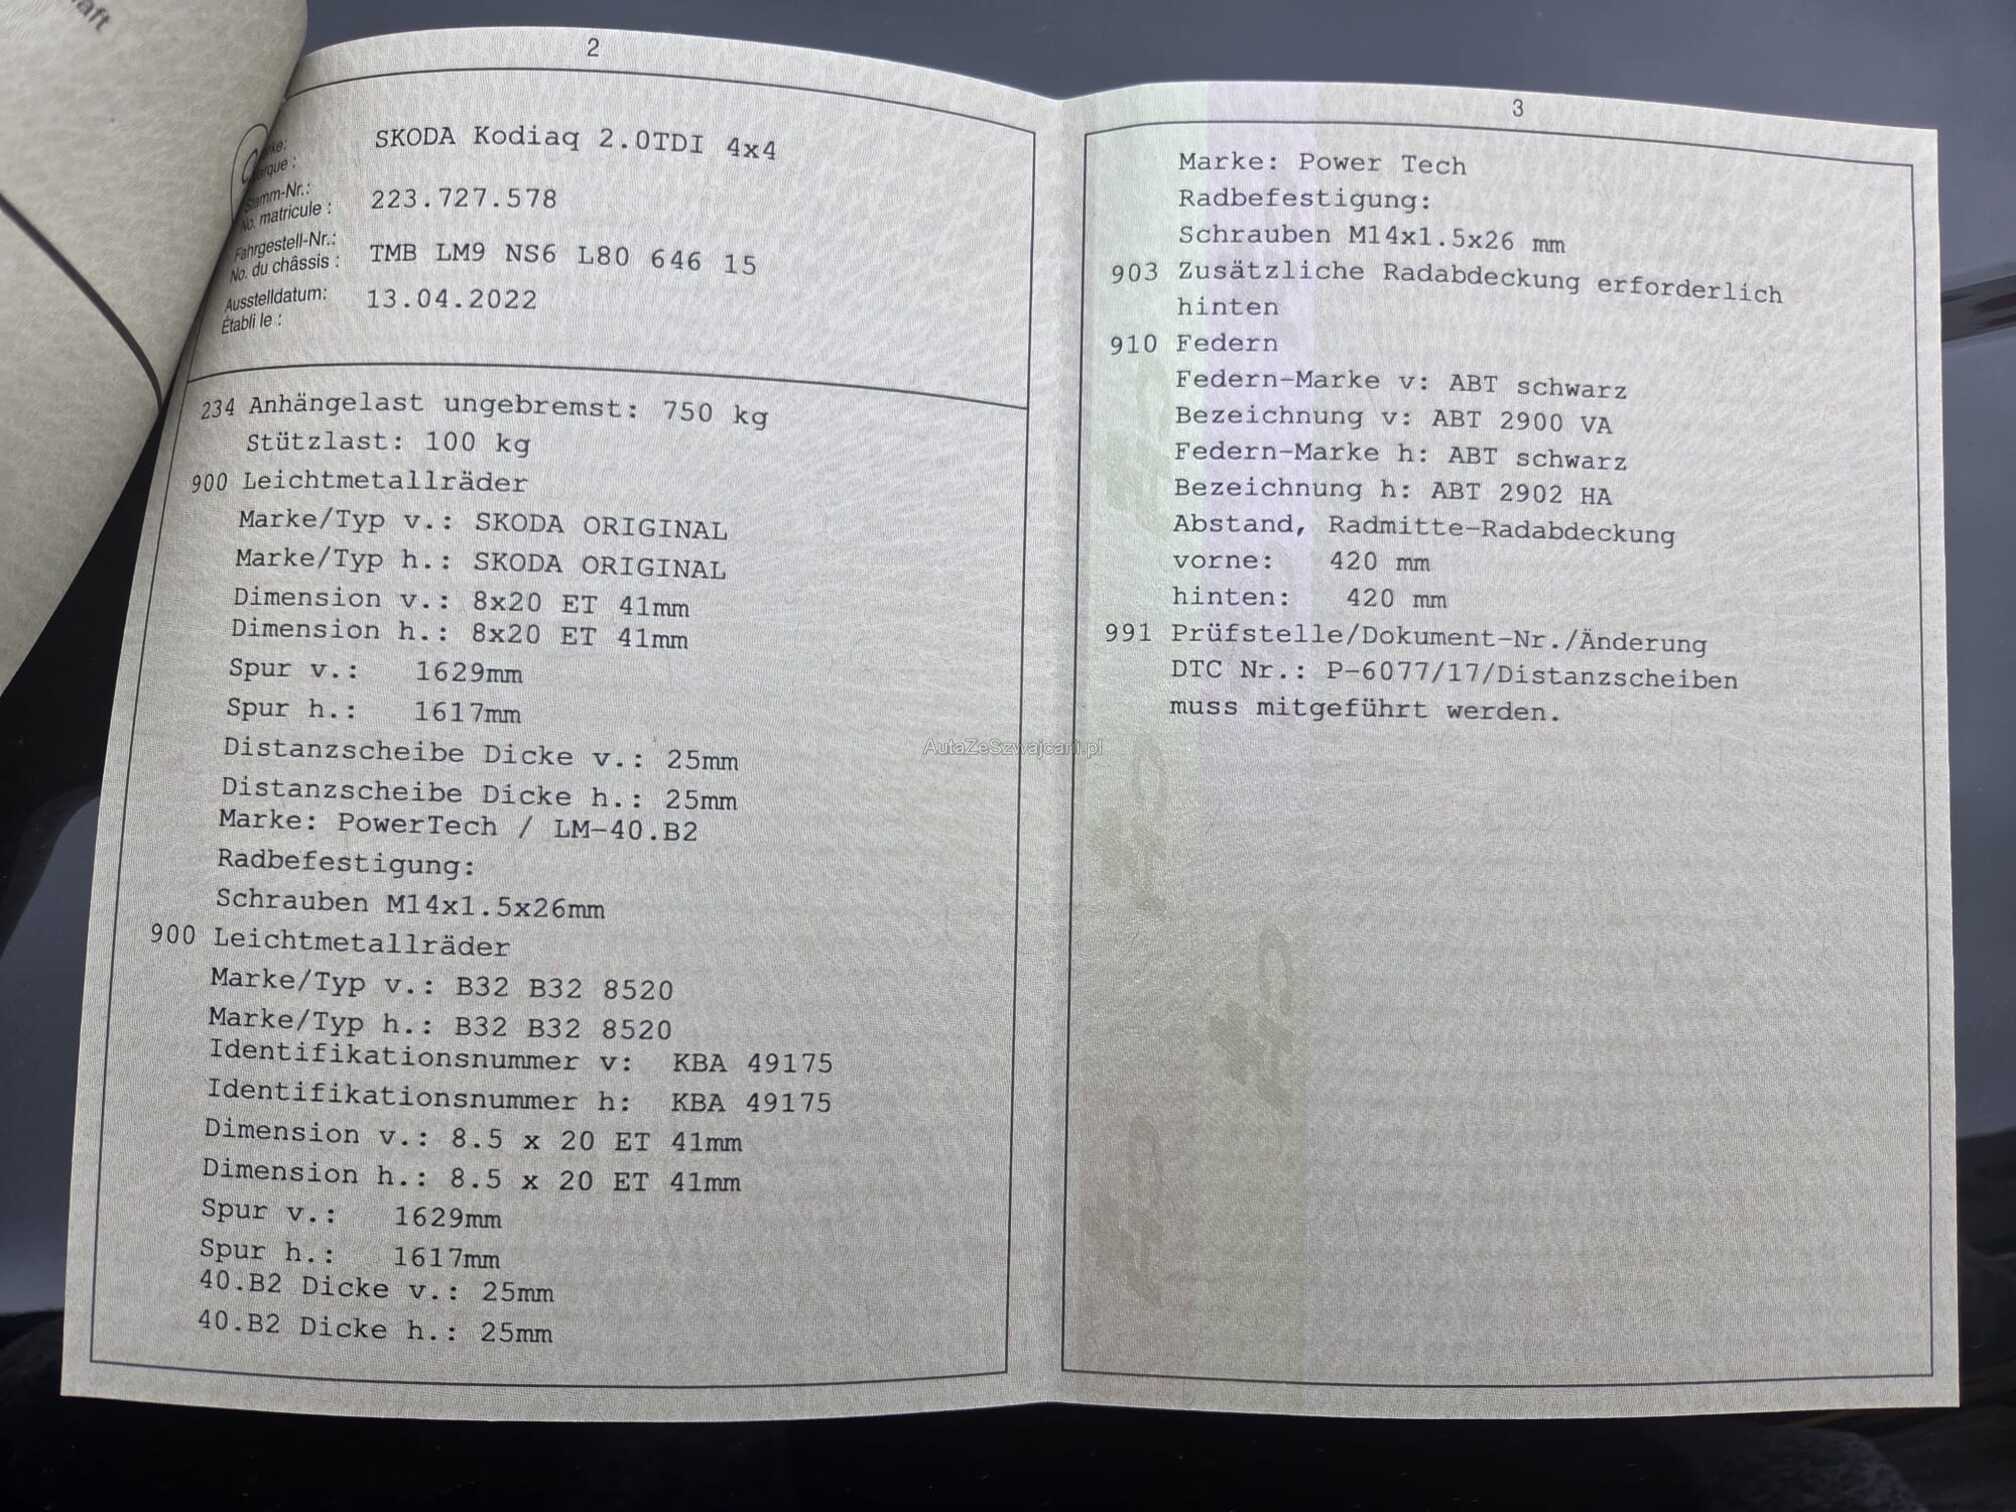 aft
2
SKODA Kodiaq 2.0TDI 4x4
Stamm-Nr.:
No. matricule :
223.727.578
Fahrgestell-Nr.:
No. du châssis :
TMB LM9 NS6 L80 646 15
Ausstelldatum:
Établi le :
13.04.2022
234 Anhängelast ungebremst: 750 kg
Stützlast: 100 kg
900 Leichtmetallräder
Marke/Typ v.: SKODA ORIGINAL
Marke/Typ h.: SKODA ORIGINAL
Dimension v.: 8x20 ET 41mm
Dimension h.: 8x20 ET 41mm
Spur v.: 1629mm
Spur h.: 1617mm
Distanzscheibe Dicke v.: 25mm
Distanzscheibe Dicke h.: 25mm
Marke: PowerTech / LM-40.B2
Radbefestigung:
Schrauben M14x1.5x26mm
900 Leichtmetallräder
Marke/Typ v.: B32 B32 8520
Marke/Typ h.: B32 B32 8520
Identifikationsnummer v: KBA 49175
Identifikationsnummer h: KBA 49175
Dimension v.: 8.5 x 20 ET 41mm
Dimension h.: 8.5 x 20 ET 41mm
Spur v.: 1629mm
Spur h.: 1617mm
40.B2 Dicke v.: 25mm
40.B2 Dicke h.: 25mm
3
Marke: Power Tech
Radbefestigung:
Schrauben M14x1.5x26 mm
903 Zusätzliche Radabdeckung erforderlich
hinten
910 Federn
Federn-Marke v: ABT schwarz
Bezeichnung v: ABT 2900 VA
Federn-Marke h: ABT schwarz
Bezeichnung h: ABT 2902 HA
Abstand, Radmitte-Radabdeckung
vorne: 420 mm
hinten: 420 mm
991 Prüfstelle/Dokument-Nr./Änderung
DTC Nr.: P-6077/17/Distanzscheiben
muss mitgeführt werden.
AutaZeSzwajcarii.pl